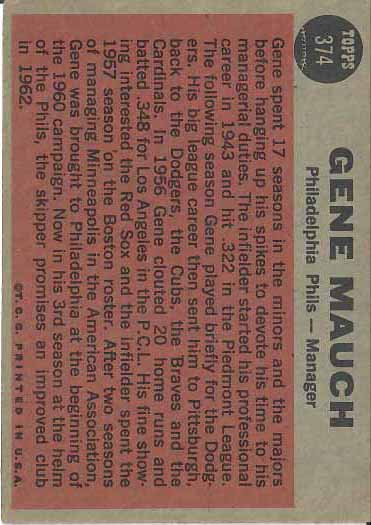 TOPPS
374
GENE MAUCH
Philadelphia Phils — Manager
Gene spent 17 seasons in the minors and the majors
before hanging up his spikes to devote his time to his
managerial duties. The infielder started his professional
career in 1943 and hit .322 in the Piedmont League.
The following season Gene played briefly for the Dodg-
ers. His big league career then sent him to Pittsburgh,
back to the Dodgers, the Cubs, the Braves and the
Cardinals. In 1956 Gene clouted 20 home runs and
batted .348 for Los Angeles in the P.C.L. His fine show-
ing interested the Red Sox and the infielder spent the
1957 season on the Boston roster. After two seasons
of managing Minneapolis in the American Association,
Gene was brought to Philadelphia at the beginning of
the 1960 campaign. Now in his 3rd season at the helm
of the Phils, the skipper promises an improved club
in 1962.
©T.C.G. PRINTED IN U.S.A.